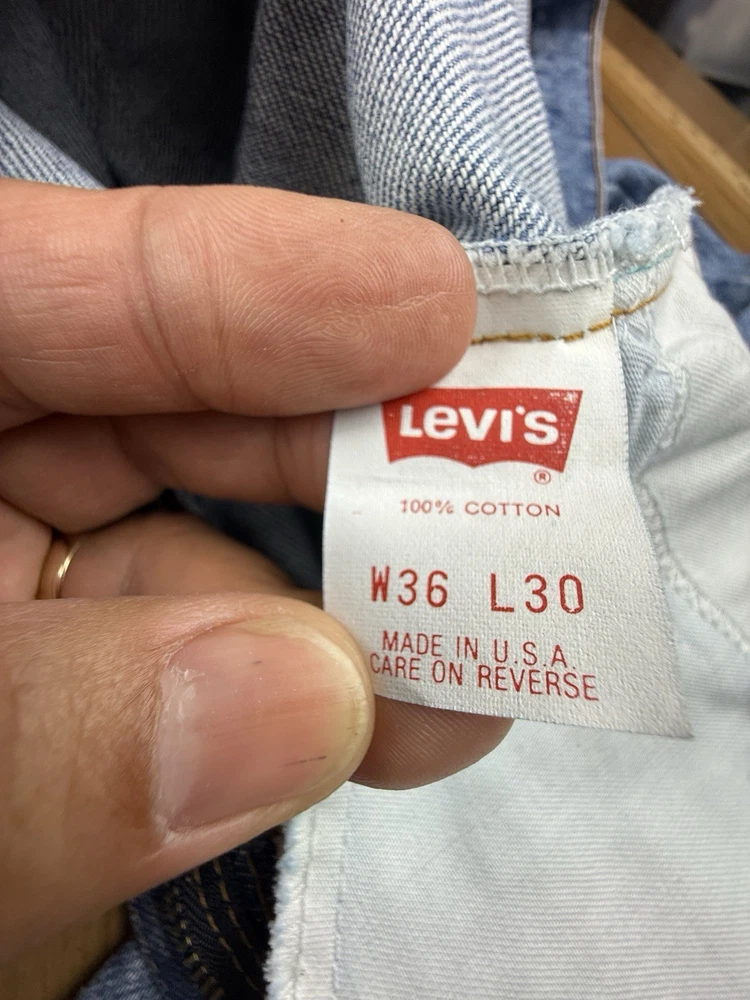 Levi's
®
100% COTTON
W36 L30
MADE IN U.S.A.
CARE ON REVERSE